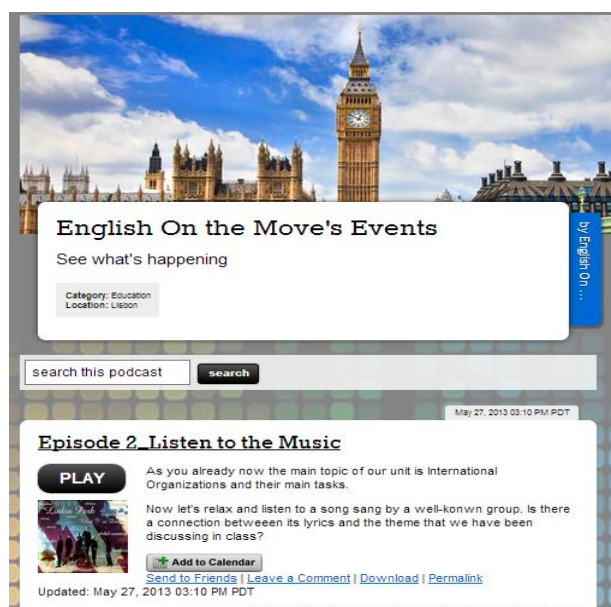 English On the Move's Events
See what's happening
by English On ...
Category: Education
Location: Lisbon
search this podcast search
May 27, 2013 03:10 PM PDT
Episode 2_Listen to the Music
PLAY
As you already now the main topic of our unit is International
Organizations and their main tasks.
Linkin Park
Now let's relax and listen to a song sang by a well-konwn group. Is there
a connection betweeen its lyrics and the theme that we have been
discussing in class?
Add to Calendar
Send to Friends | Leave a Comment | Download | Permalink
Updated: May 27, 2013 03:10 PM PDT